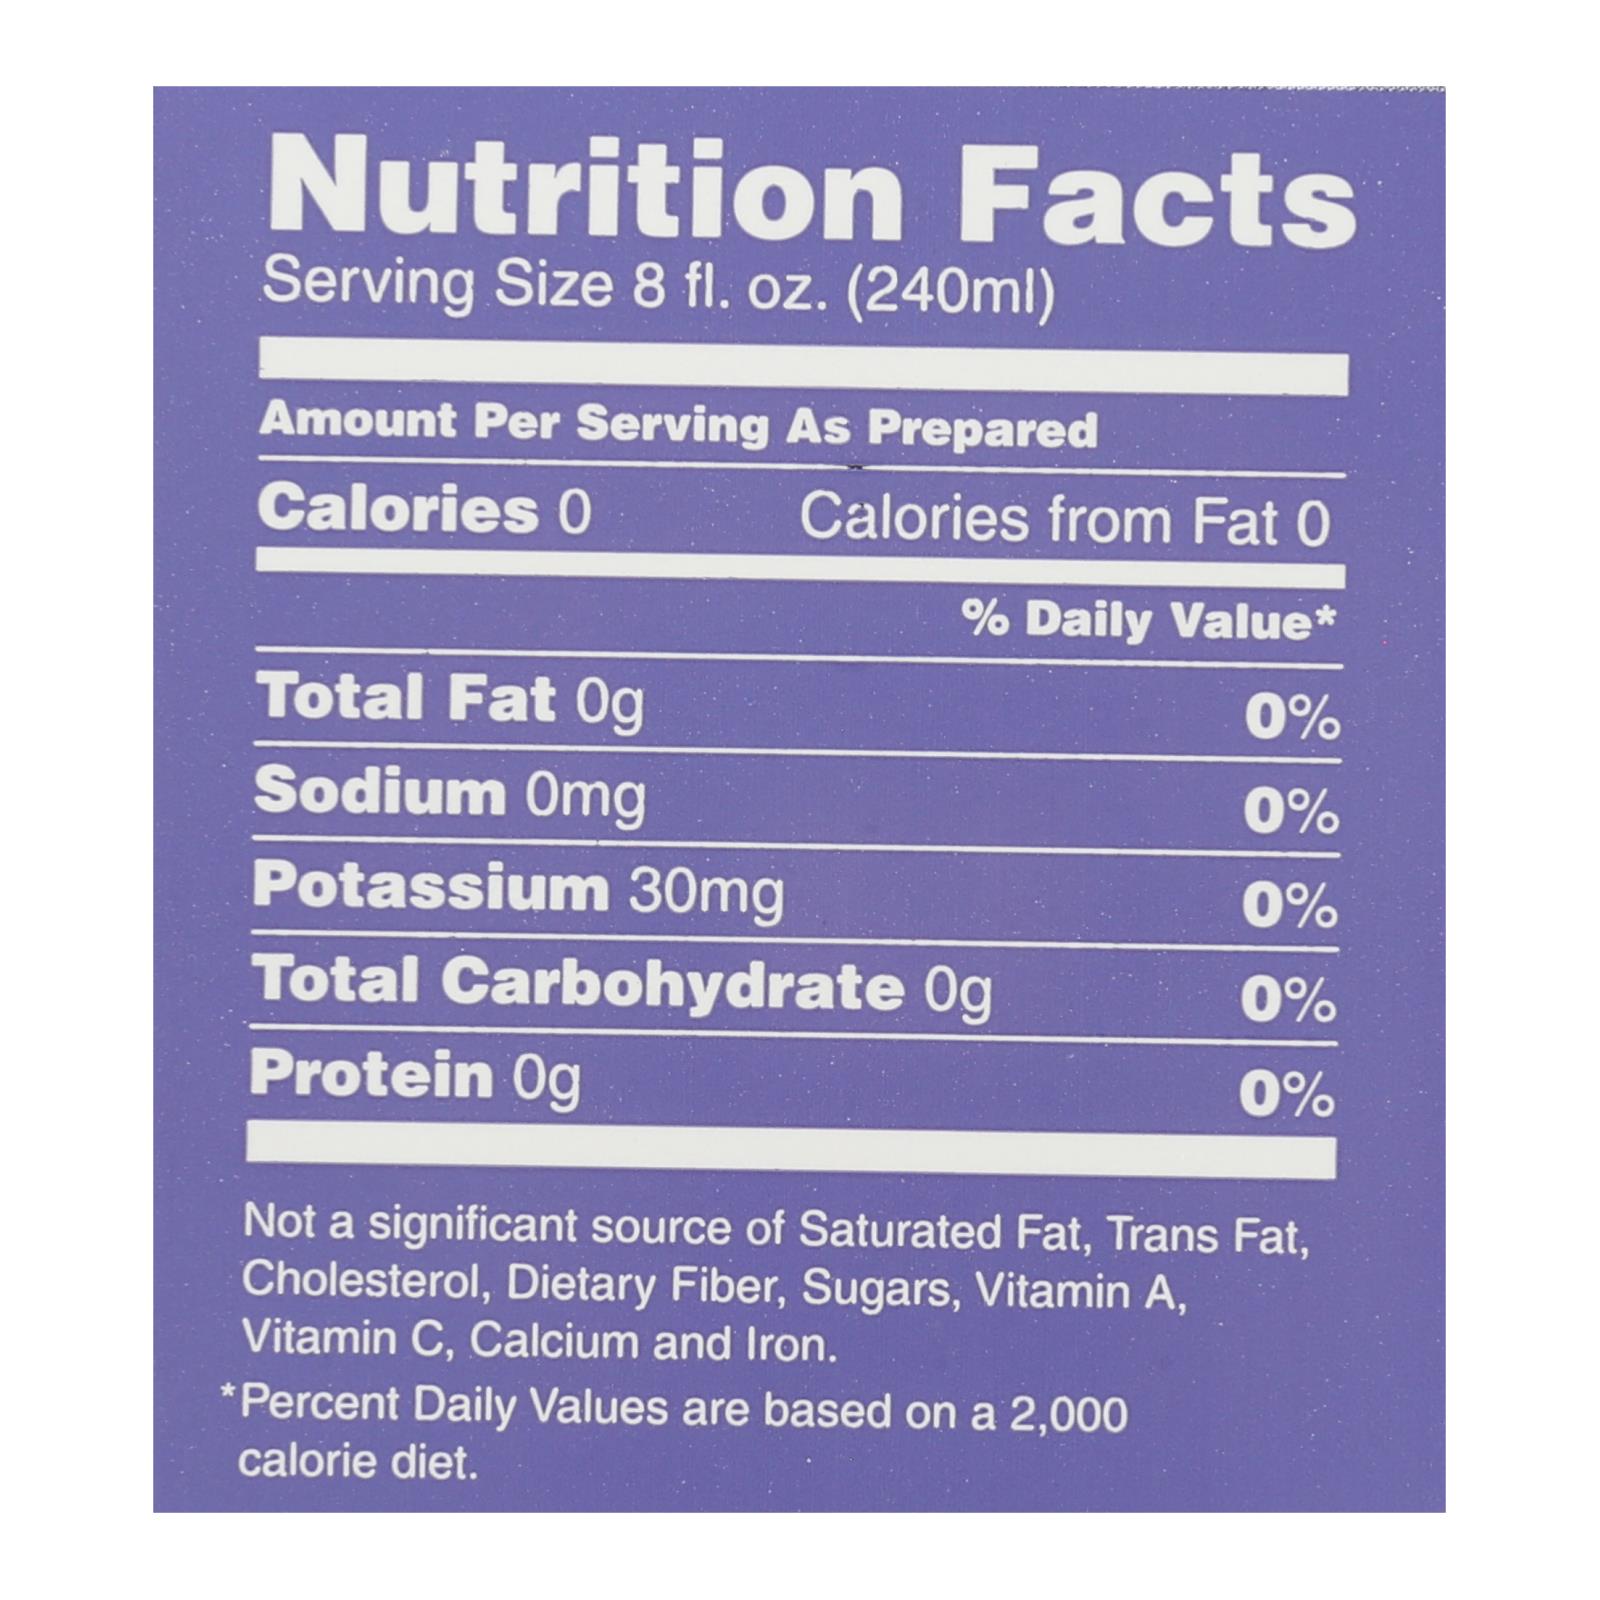 Nutrition Facts
Serving Size 8 fl. oz. (240ml)
Amount Per Serving As Prepared
Calories 0 Calories from Fat 0
% Daily Value*
Total Fat 0g 0%
Sodium 0mg 0%
Potassium 30mg 0%
Total Carbohydrate 0g 0%
Protein 0g 0%
Not a significant source of Saturated Fat, Trans Fat,
Cholesterol, Dietary Fiber, Sugars, Vitamin A,
Vitamin C, Calcium and Iron.
*Percent Daily Values are based on a 2,000
calorie diet.